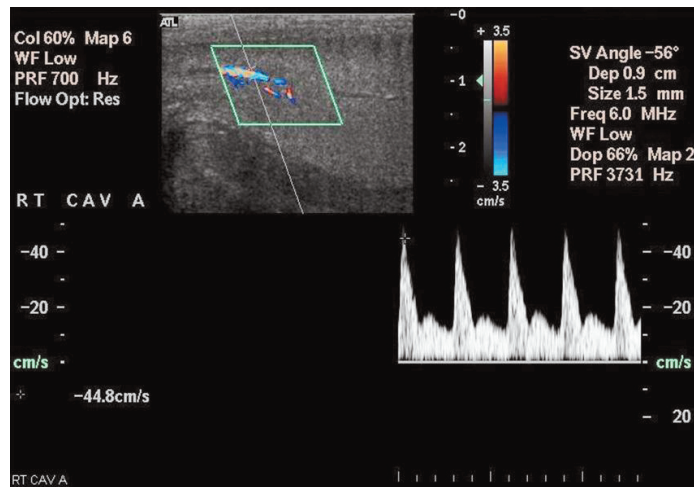 Col 60% Map 6
WF Low
PRF 700 Hz
Flow Opt: Res
ATL
-0
-1
-2
-
+ 3.5
- 3.5
cm/s
SV Angle -56°
Dep 0.9 cm
Size 1.5 mm
Freq 6.0 MHz
WF Low
Dop 66% Map 2
PRF 3731 Hz
RT CAV A
-40 -
-20 -
cm/s -
-44.8cm/s
-40
-20
cm/s
20
RT CAV A